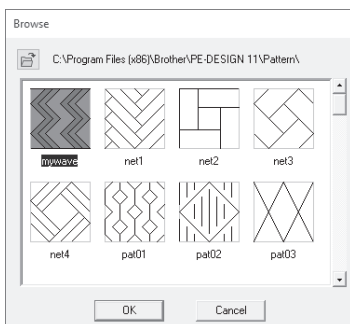 Browse
C:\Program Files (x86)\Brother\PE-DESIGN 11\Pattern\
mywave net1 net2 net3
net4 pat01 pat02 pat03
OK Cancel